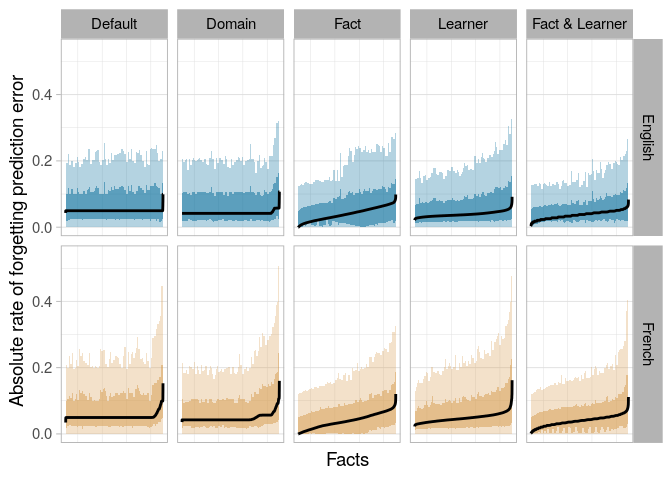 Default Domain Fact Learner Fact & Learner
0.4
0.2
0.0
English
0.4
0.2
0.0
French
Absolute rate of forgetting prediction error
Facts